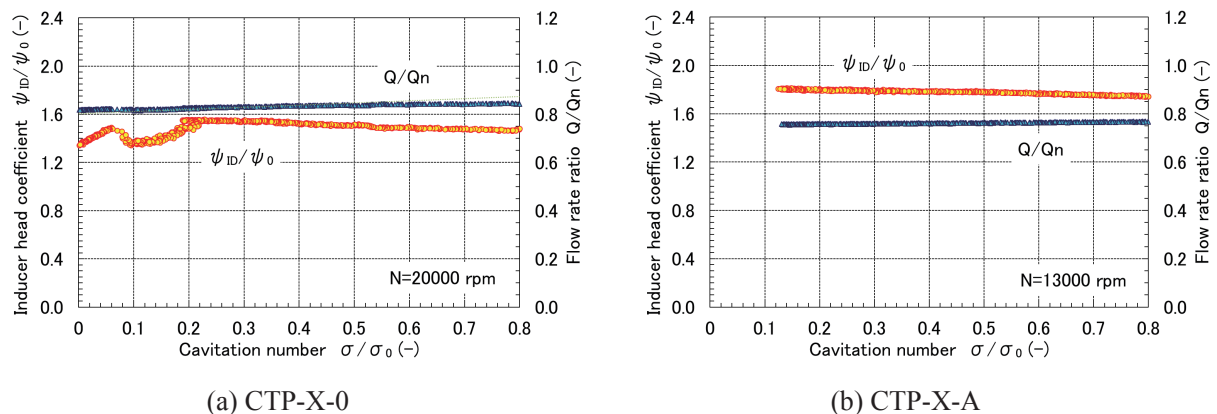 2.4
2.0
1.6
1.2
0.8
0.4
0.0
Inducer head coefficient ψID/ψ0 (-)
Q/Qn
ψID/ψ0
N=20000 rpm
1.2
1.0
0.8
0.6
0.4
0.2
0.0
Flow rate ratio Q/Qn (-)
0 0.1 0.2 0.3 0.4 0.5 0.6 0.7 0.8
Cavitation number σ/σ0 (-)
(a) CTP-X-0
2.4
2.0
1.6
1.2
0.8
0.4
0.0
Inducer head coefficient ψID/ψ0 (-)
ψID/ψ0
Q/Qn
N=13000 rpm
1.2
1.0
0.8
0.6
0.4
0.2
0.0
Flow rate ratio Q/Qn (-)
0 0.1 0.2 0.3 0.4 0.5 0.6 0.7 0.8
Cavitation number σ/σ0 (-)
(b) CTP-X-A